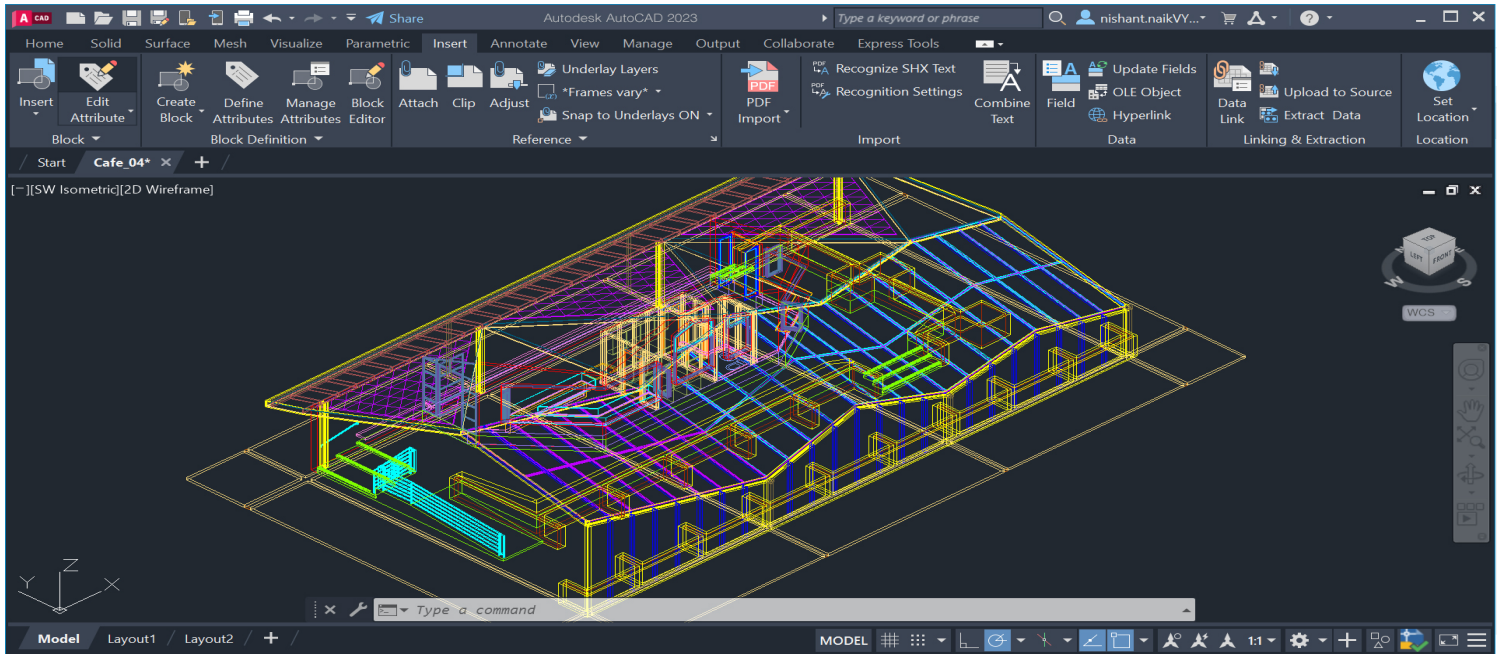 A CAD Share Autodesk AutoCAD 2023 Type a keyword or phrase nishant.naikVY... ?
Home Solid Surface Mesh Visualize Parametric Insert Annotate View Manage Output Collaborate Express Tools
Insert
Edit Attribute
Create Block
Define Attributes
Manage Attributes
Block Editor
Attach
Clip
Adjust
Underlay Layers
*Frames vary*
Snap to Underlays ON
PDF
PDF Import
PDF A Recognize SHX Text
PDF A Recognition Settings
A
Combine Text
A
Field
Update Fields
OLE Object
Hyperlink
Data Link
Upload to Source
Extract Data
Set Location
Block Block Definition Reference Import Data Linking & Extraction Location
Start Cafe_04* +
[−][SW Isometric][2D Wireframe]
TOP
LEFT FRONT
W S
WCS
Z
Y X
Type a command
Model Layout1 Layout2 + MODEL 1:1